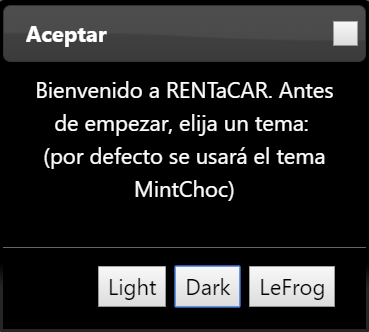 Aceptar
Bienvenido a RENTaCAR. Antes
de empezar, elija un tema:
(por defecto se usará el tema
MintChoc)
Light Dark LeFrog